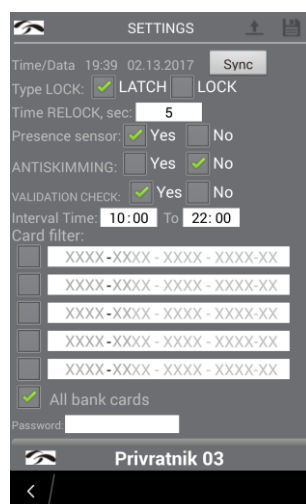 SETTINGS
Time/Data 19:39 02.13.2017 Sync
Type LOCK: LATCH LOCK
Time RELOCK, sec: 5
Presence sensor: Yes No
ANTISKIMMING: Yes No
VALIDATION CHECK: Yes No
Interval Time: 10:00 To 22:00
Card filter:
XXXX-XXXX - XXXX - XXXX-XX
XXXX-XXXX - XXXX - XXXX-XX
XXXX-XXXX - XXXX - XXXX-XX
XXXX-XXXX - XXXX - XXXX-XX
XXXX-XXXX - XXXX - XXXX-XX
All bank cards
Password:
Privratnik 03